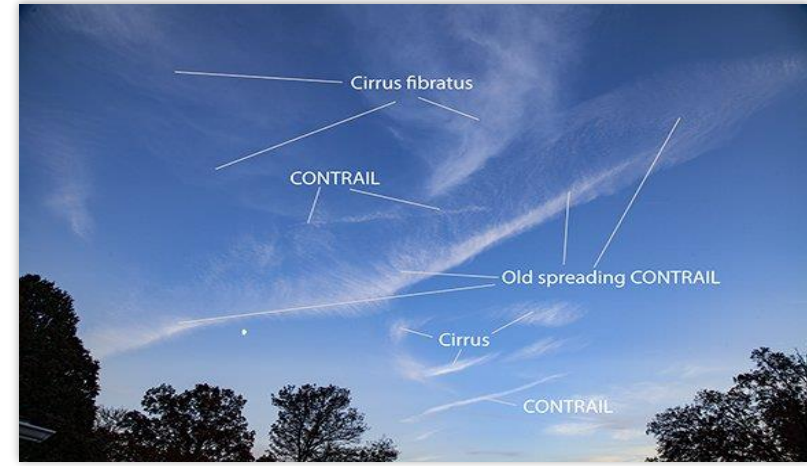 Cirrus fibratus
CONTRAIL
Old spreading CONTRAIL
Cirrus
CONTRAIL